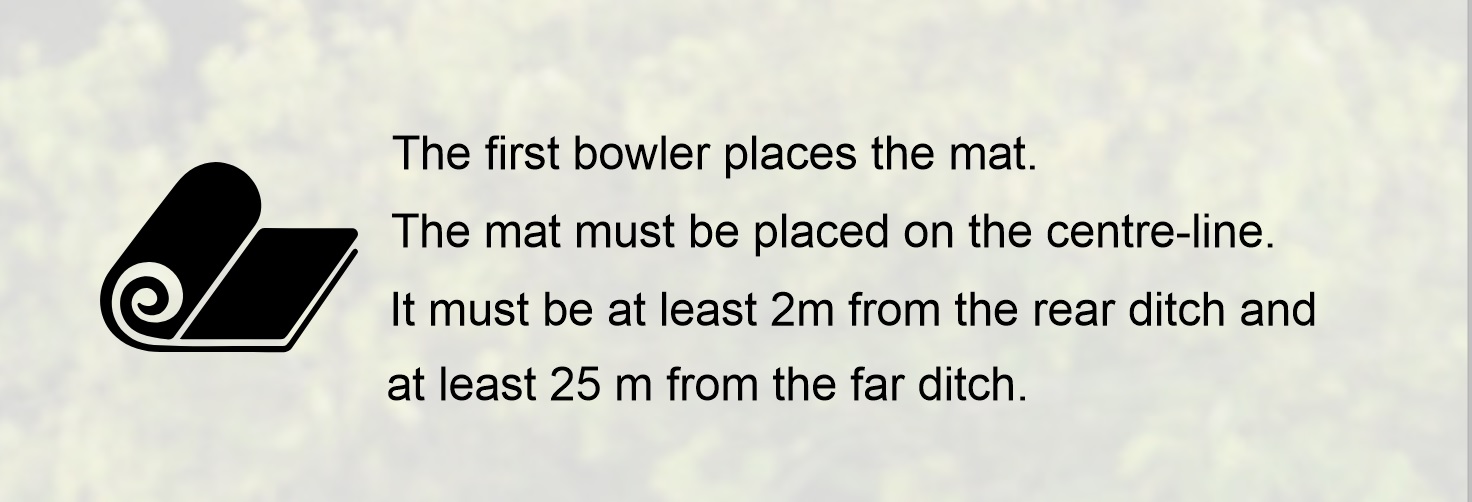 The first bowler places the mat.
The mat must be placed on the centre-line.
It must be at least 2m from the rear ditch and
at least 25 m from the far ditch.